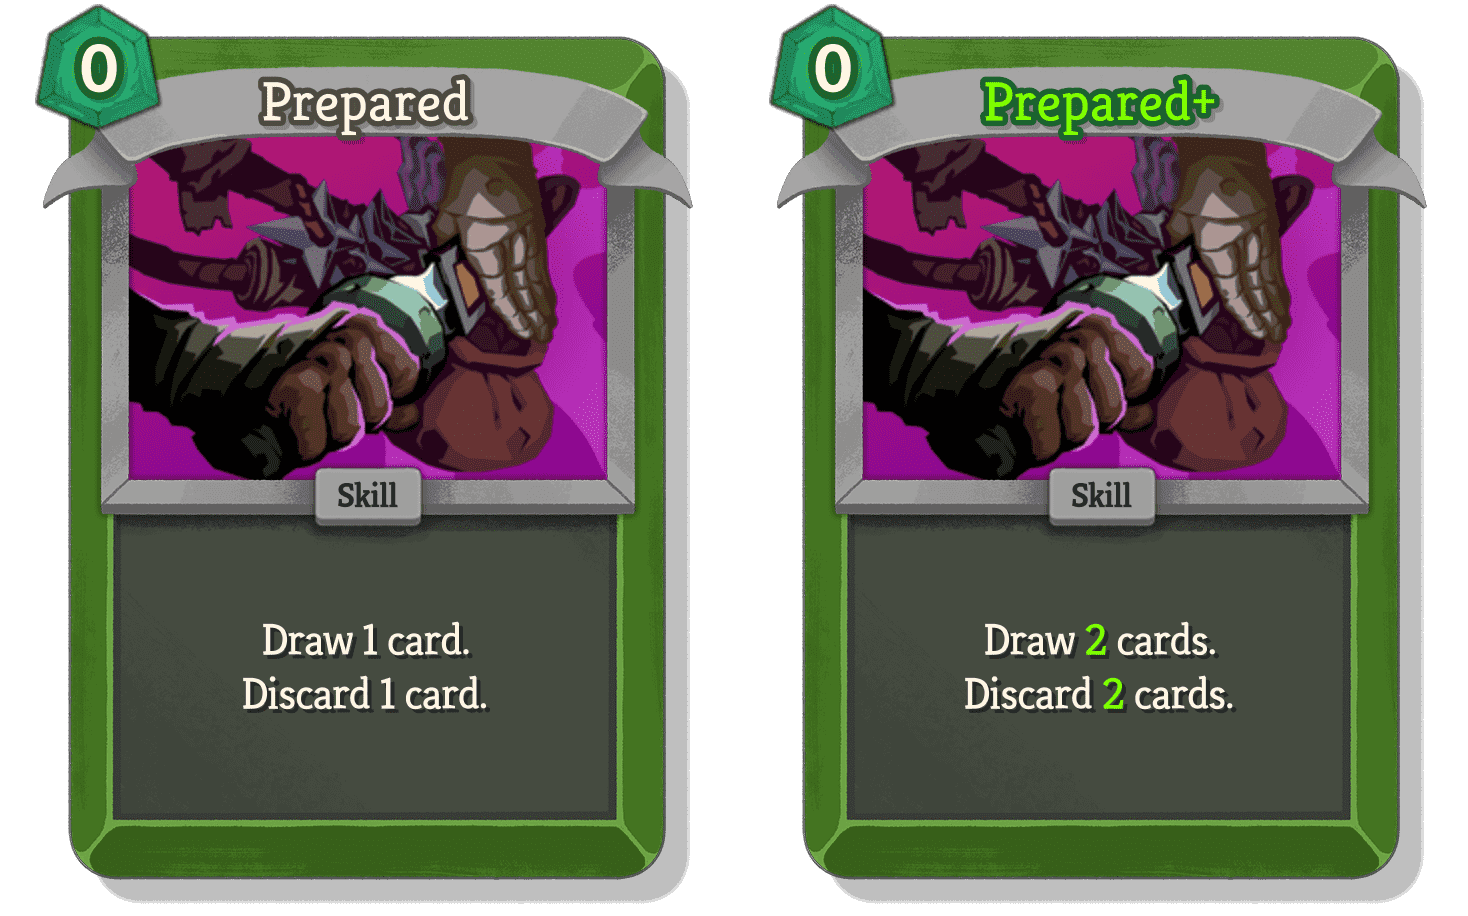 0
Prepared
Skill
Draw 1 card.
Discard 1 card.
0
Prepared+
Skill
Draw 2 cards.
Discard 2 cards.